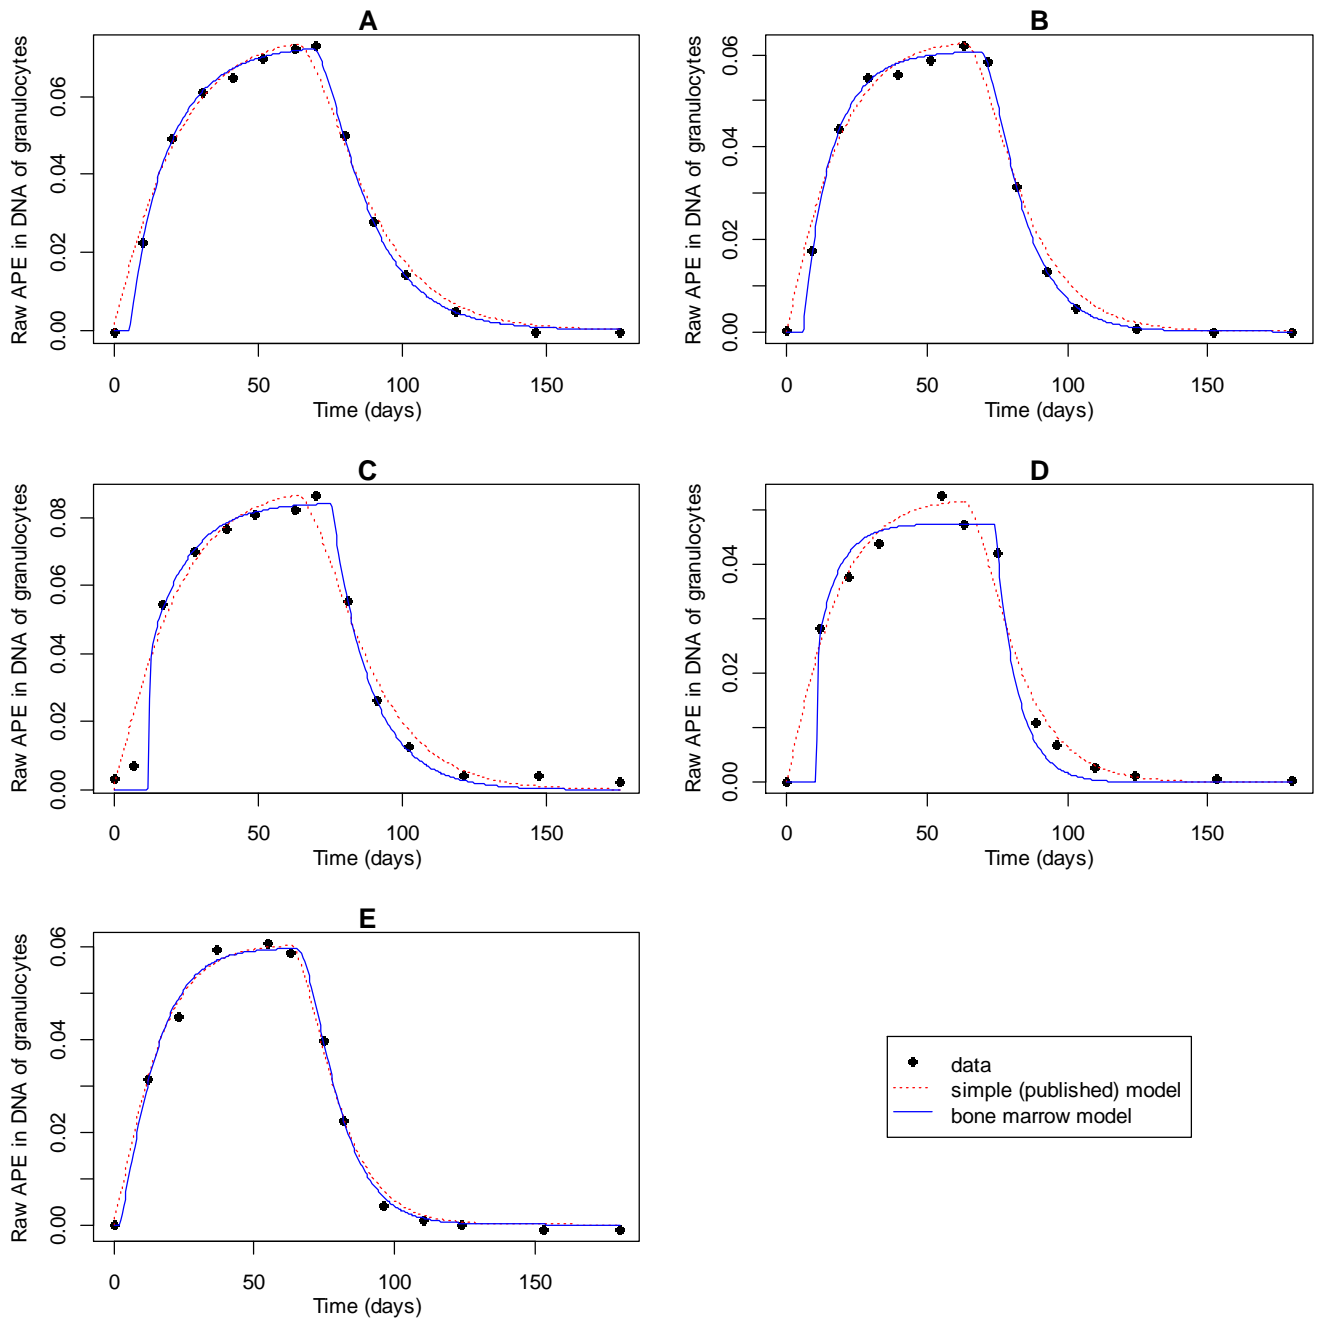 A
Raw APE in DNA of granulocytes
0.00 0.02 0.04 0.06
0 50 100 150
Time (days)
B
Raw APE in DNA of granulocytes
0.00 0.02 0.04 0.06
0 50 100 150
Time (days)
C
Raw APE in DNA of granulocytes
0.00 0.02 0.04 0.06 0.08
0 50 100 150
Time (days)
D
Raw APE in DNA of granulocytes
0.00 0.02 0.04
0 50 100 150
Time (days)
E
Raw APE in DNA of granulocytes
0.00 0.02 0.04 0.06
0 50 100 150
Time (days)
data
simple (published) model
bone marrow model